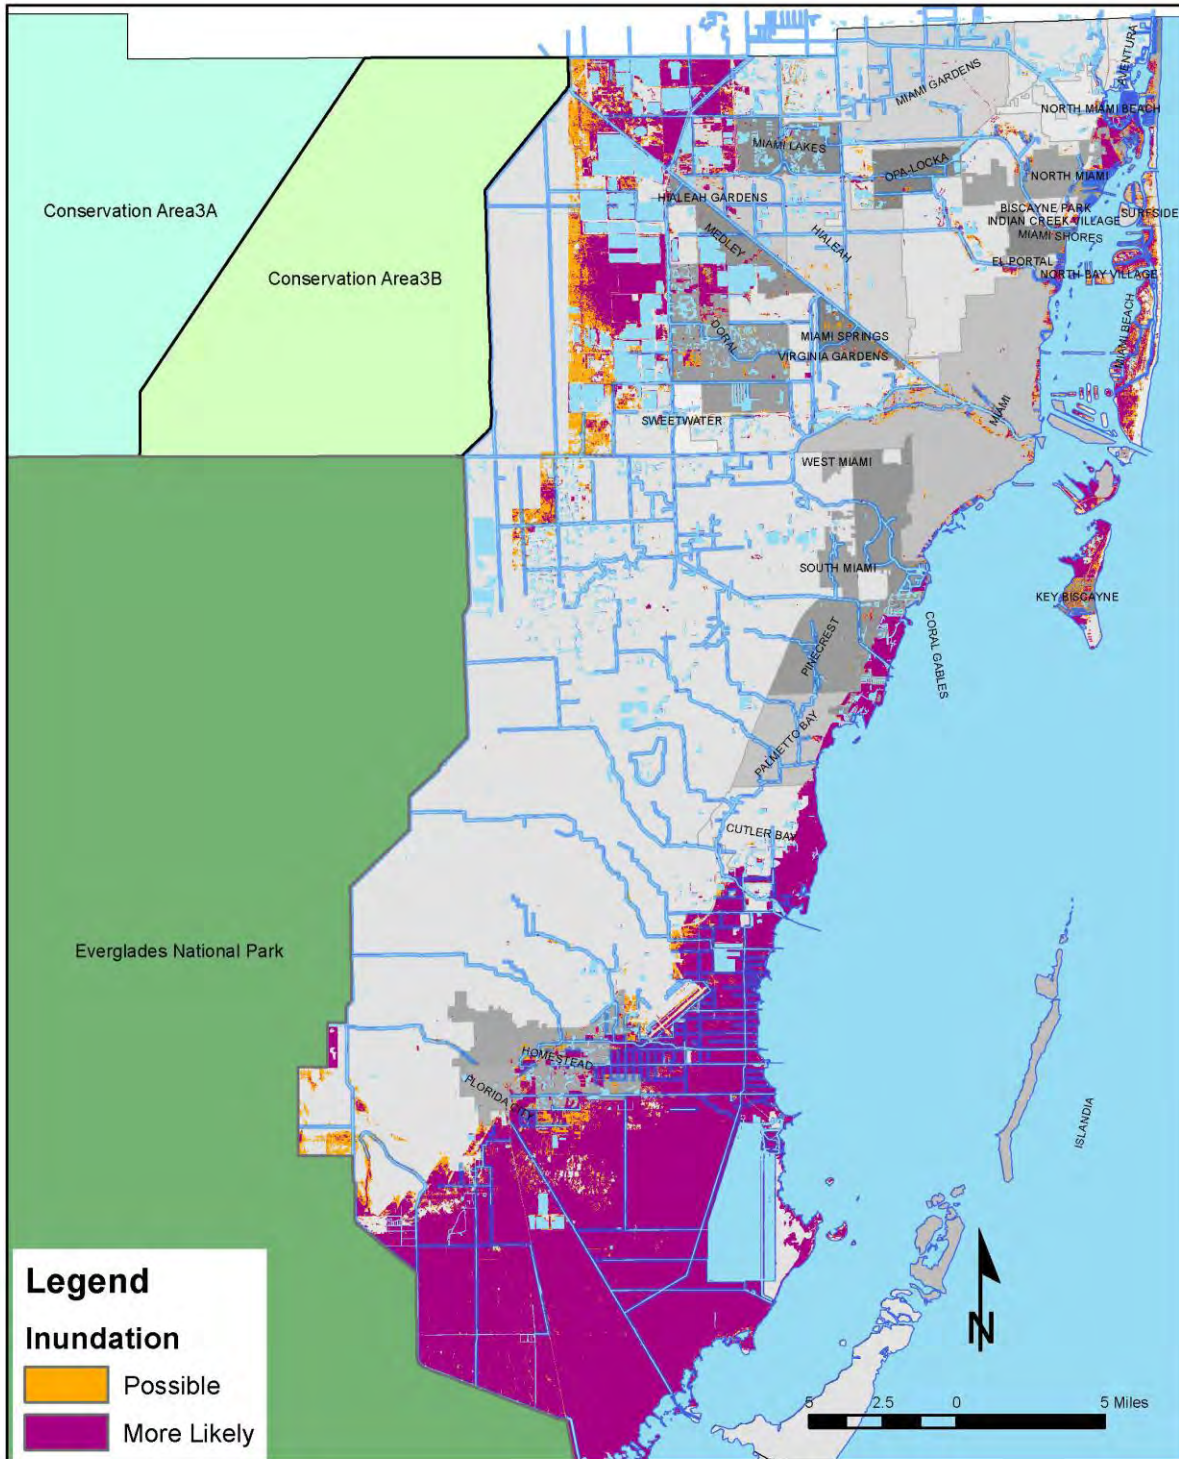 AVENTURA
MIAMI GARDENS
NORTH MIAMI BEACH
MIAMI LAKES
OPA-LOCKA
NORTH MIAMI
HIALEAH GARDENS
BISCAYNE PARK
INDIAN CREEK VILLAGE
SURFSIDE
Conservation Area3A
MEDLEY
HIALEAH
MIAMI SHORES
EL PORTAL
NORTH BAY VILLAGE
Conservation Area3B
DORAL
MIAMI SPRINGS
VIRGINIA GARDENS
MIAMI BEACH
MIAMI
SWEETWATER
WEST MIAMI
SOUTH MIAMI
KEY BISCAYNE
PINECREST
CORAL GABLES
PALMETTO BAY
CUTLER BAY
Everglades National Park
HOMESTEAD
FLORIDA CITY
ISLANDIA
Legend
Inundation
Possible
More Likely
N
5 2.5 0 5 Miles